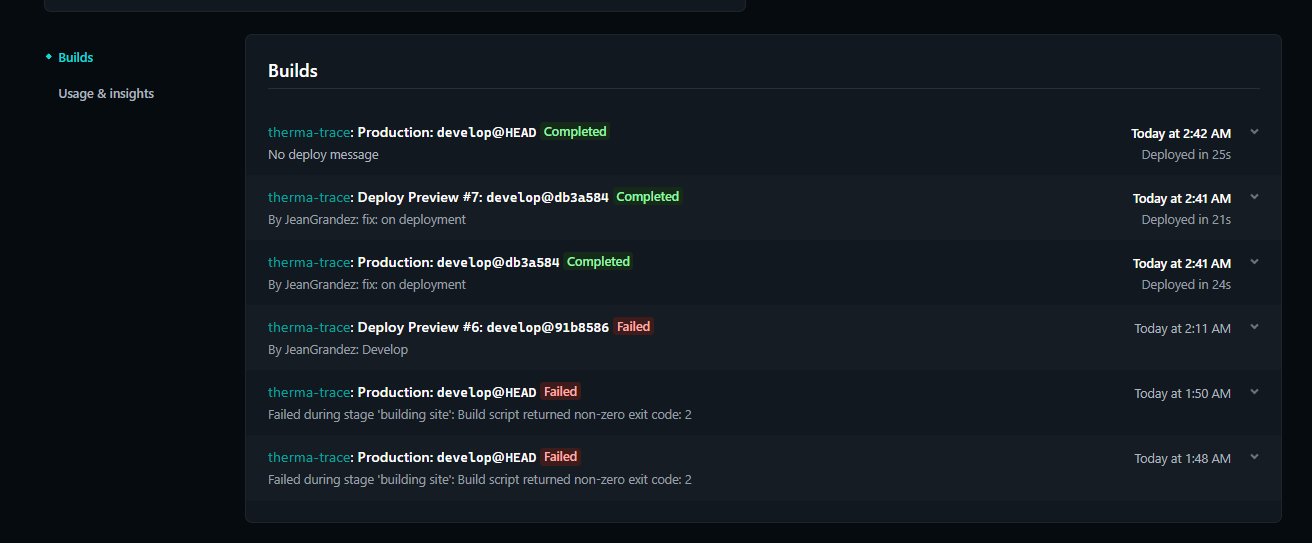 Builds
Usage & insights
Builds
therma-trace: Production: develop@HEAD Completed
Today at 2:42 AM
No deploy message
Deployed in 25s
therma-trace: Deploy Preview #7: develop@db3a584 Completed
Today at 2:41 AM
By JeanGrandez: fix: on deployment
Deployed in 21s
therma-trace: Production: develop@db3a584 Completed
Today at 2:41 AM
By JeanGrandez: fix: on deployment
Deployed in 24s
therma-trace: Deploy Preview #6: develop@91b8586 Failed
Today at 2:11 AM
By JeanGrandez: Develop
therma-trace: Production: develop@HEAD Failed
Today at 1:50 AM
Failed during stage 'building site': Build script returned non-zero exit code: 2
therma-trace: Production: develop@HEAD Failed
Today at 1:48 AM
Failed during stage 'building site': Build script returned non-zero exit code: 2